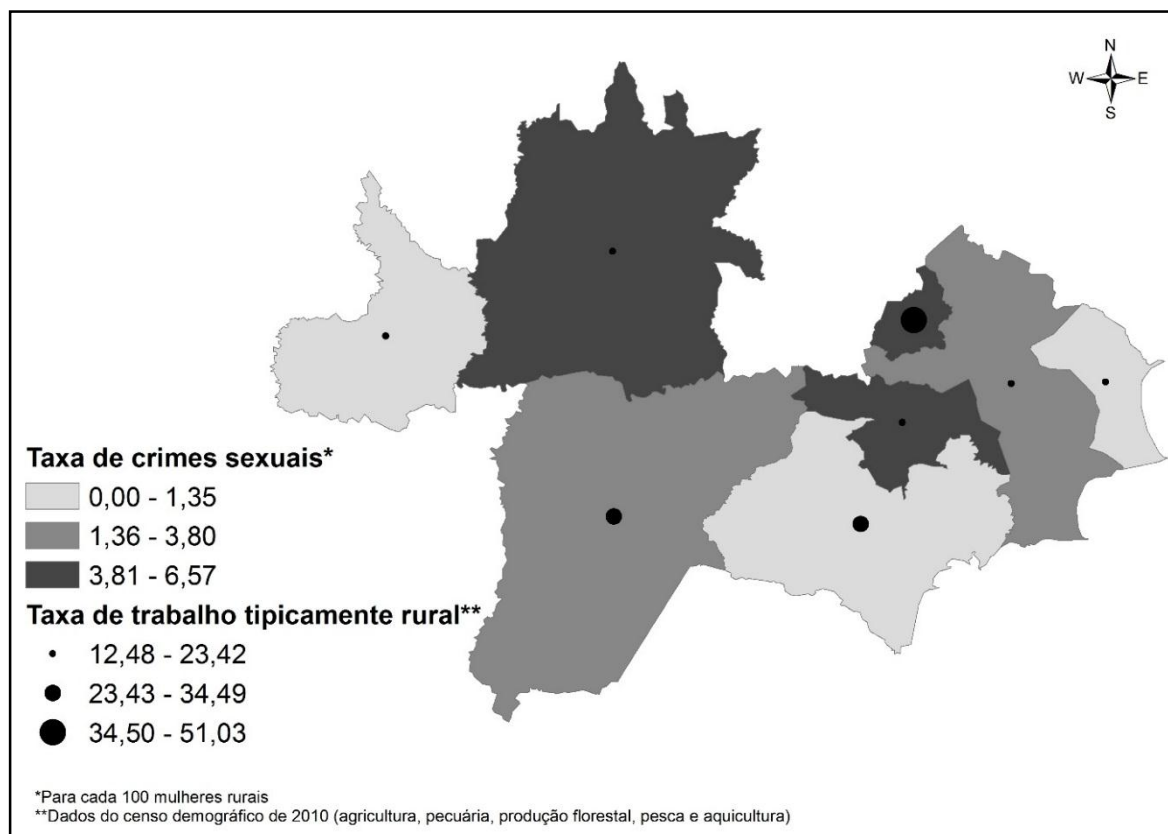 N
W E
S
Taxa de crimes sexuais*
0,00 - 1,35
1,36 - 3,80
3,81 - 6,57
Taxa de trabalho tipicamente rural**
12,48 - 23,42
23,43 - 34,49
34,50 - 51,03
*Para cada 100 mulheres rurais
**Dados do censo demográfico de 2010 (agricultura, pecuária, produção florestal, pesca e aquicultura)